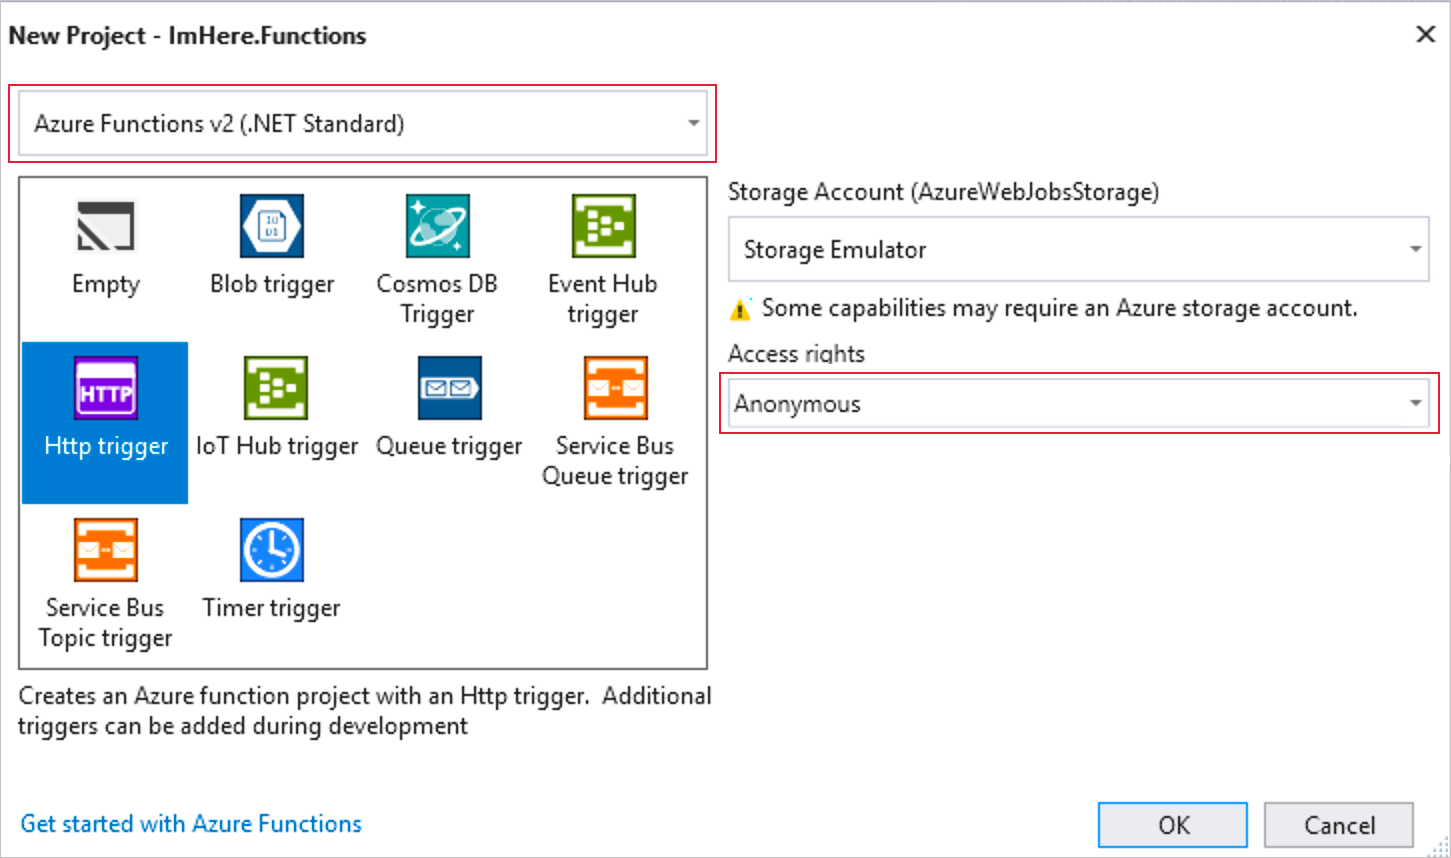 New Project - ImHere.Functions
Azure Functions v2 (.NET Standard)
Empty
Blob trigger
Cosmos DB
Trigger
Event Hub
trigger
HTTP
Http trigger
IoT Hub trigger
Queue trigger
Service Bus
Queue trigger
Service Bus
Topic trigger
Timer trigger
Creates an Azure function project with an Http trigger.  Additional
triggers can be added during development
Storage Account (AzureWebJobsStorage)
Storage Emulator
Some capabilities may require an Azure storage account.
Access rights
Anonymous
Get started with Azure Functions
OK
Cancel